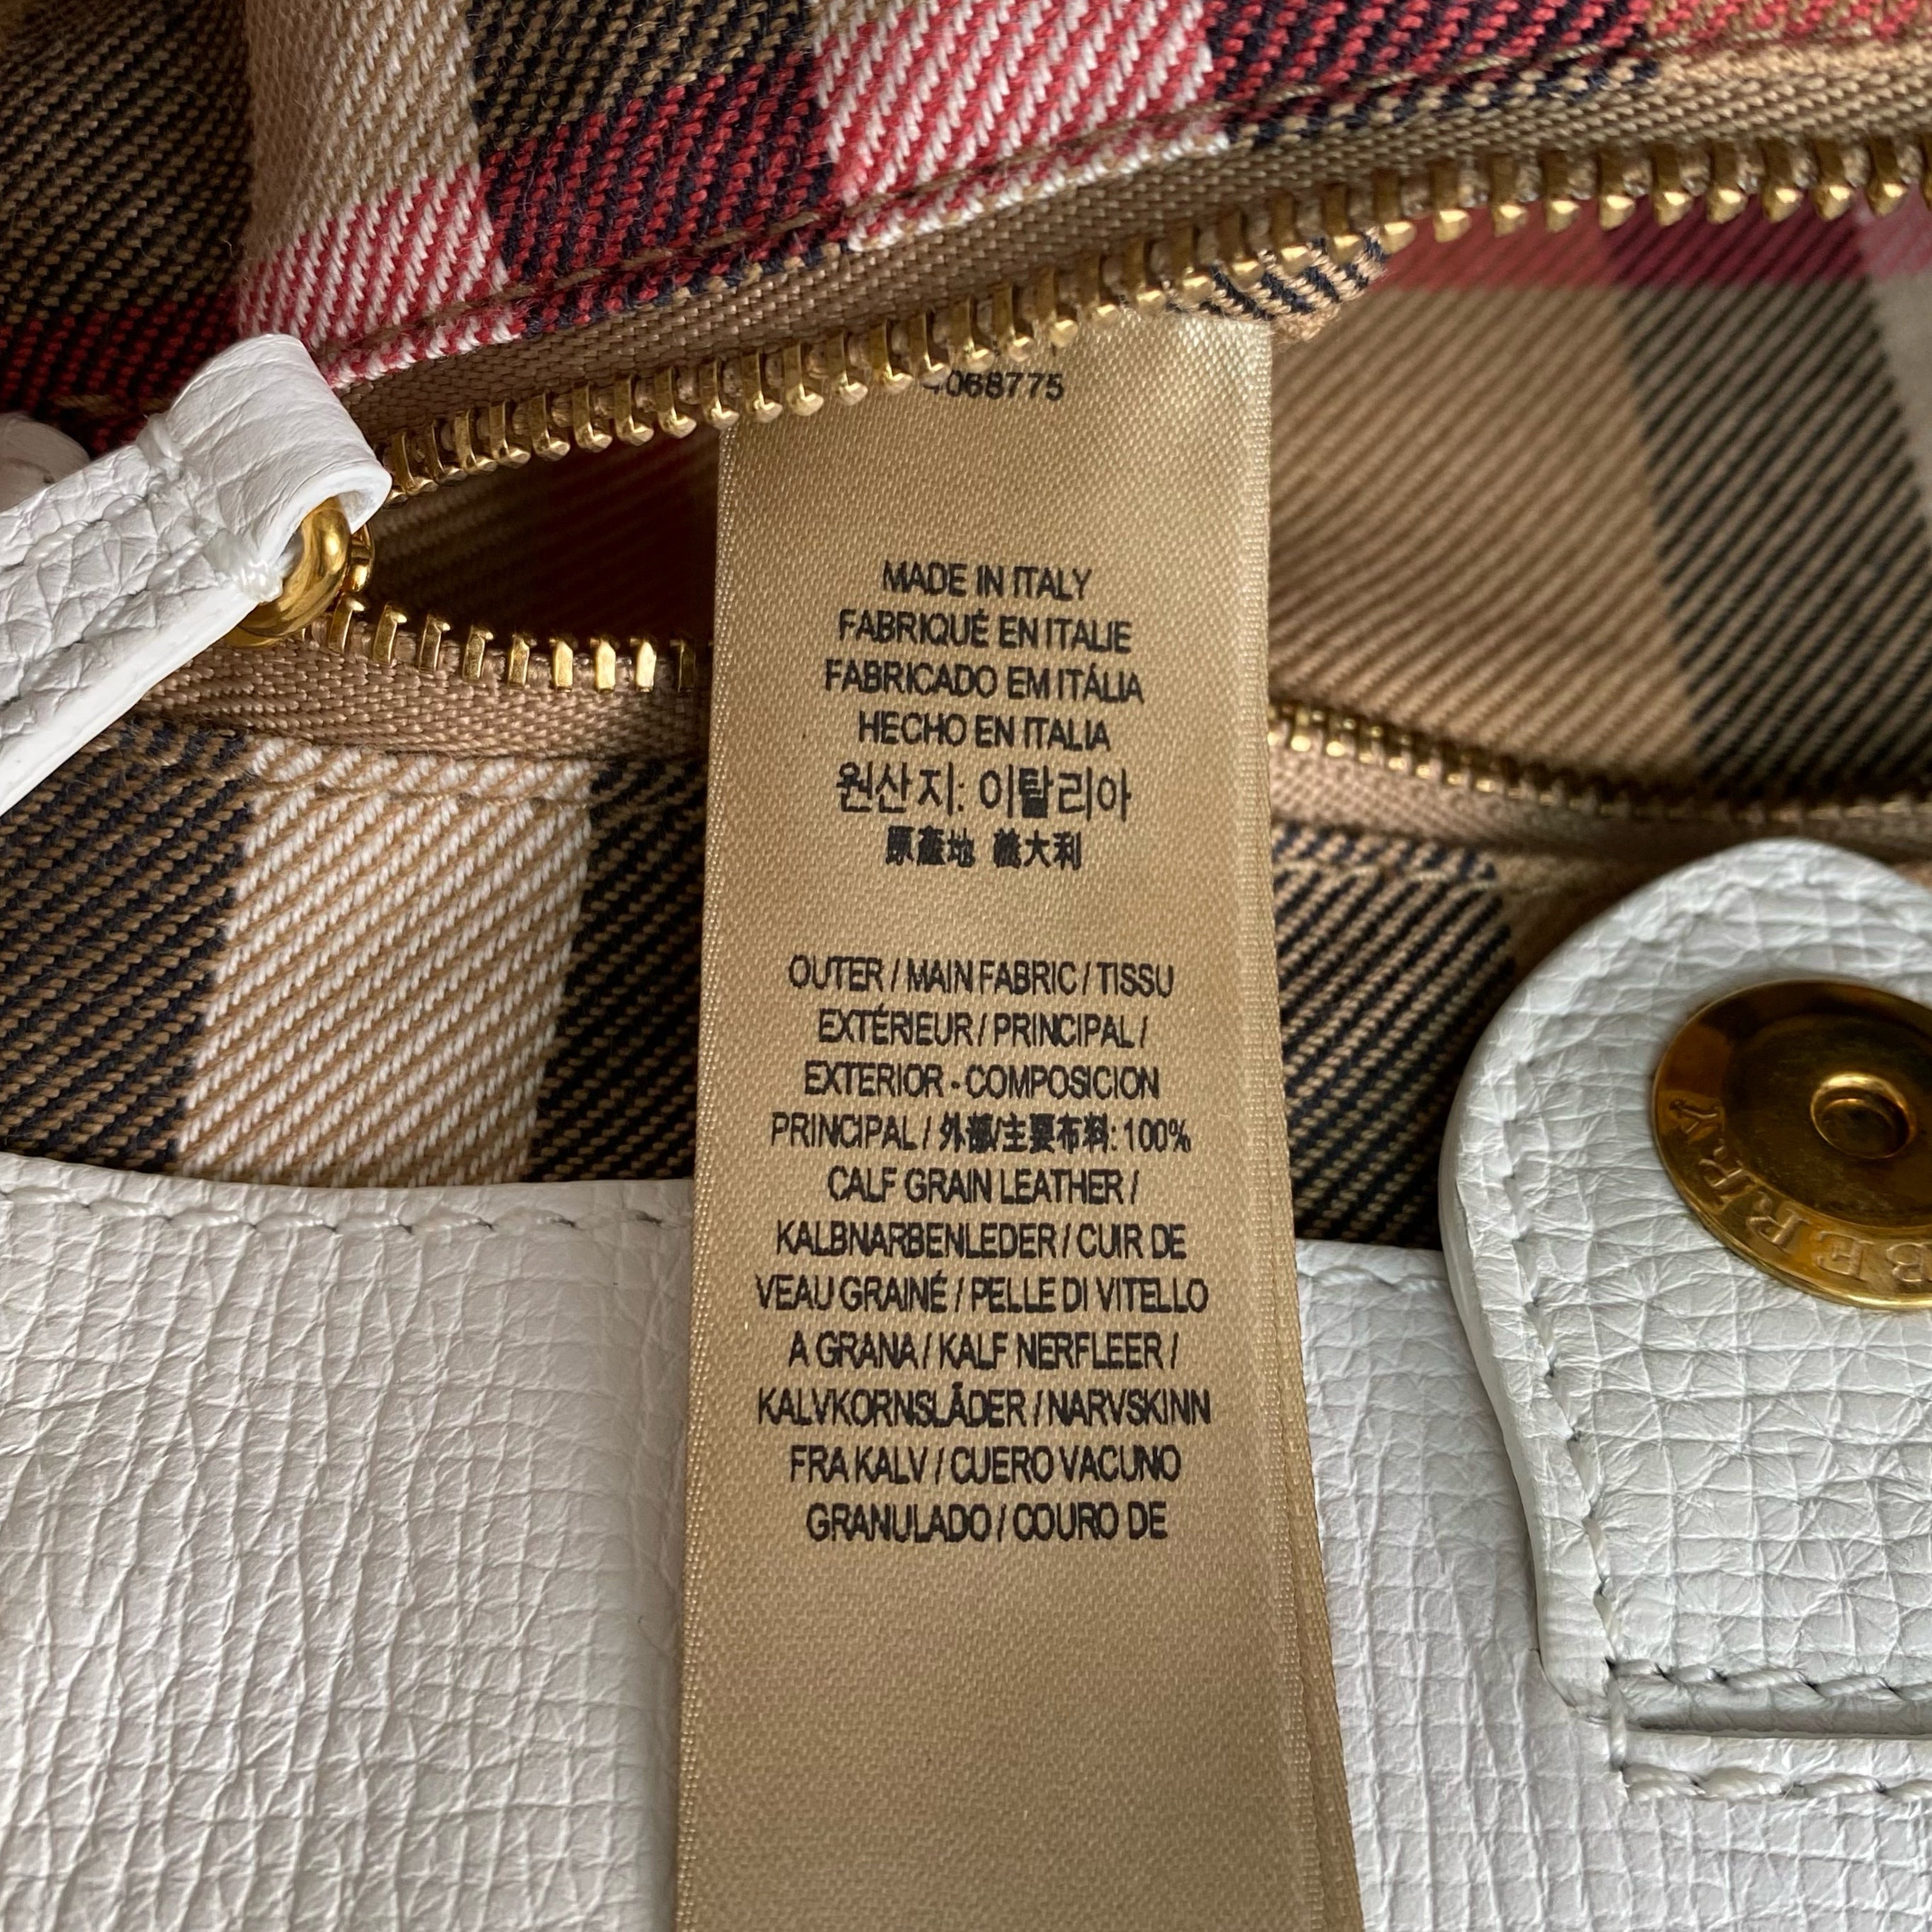 068775
MADE IN ITALY
FABRIQUÉ EN ITALIE
FABRICADO EM ITÁLIA
HECHO EN ITALIA
원산지: 이탈리아
原產地 義大利
OUTER / MAIN FABRIC / TISSU
EXTÉRIEUR / PRINCIPAL /
EXTERIOR - COMPOSICION
PRINCIPAL / 外部/主要布料: 100%
CALF GRAIN LEATHER /
KALBNARBENLEDER / CUIR DE
VEAU GRAINÉ / PELLE DI VITELLO
A GRANA / KALF NERFLEER /
KALVKORNSLÄDER / NARVSKINN
FRA KALV / CUERO VACUNO
GRANULADO / COURO DE
BERRY